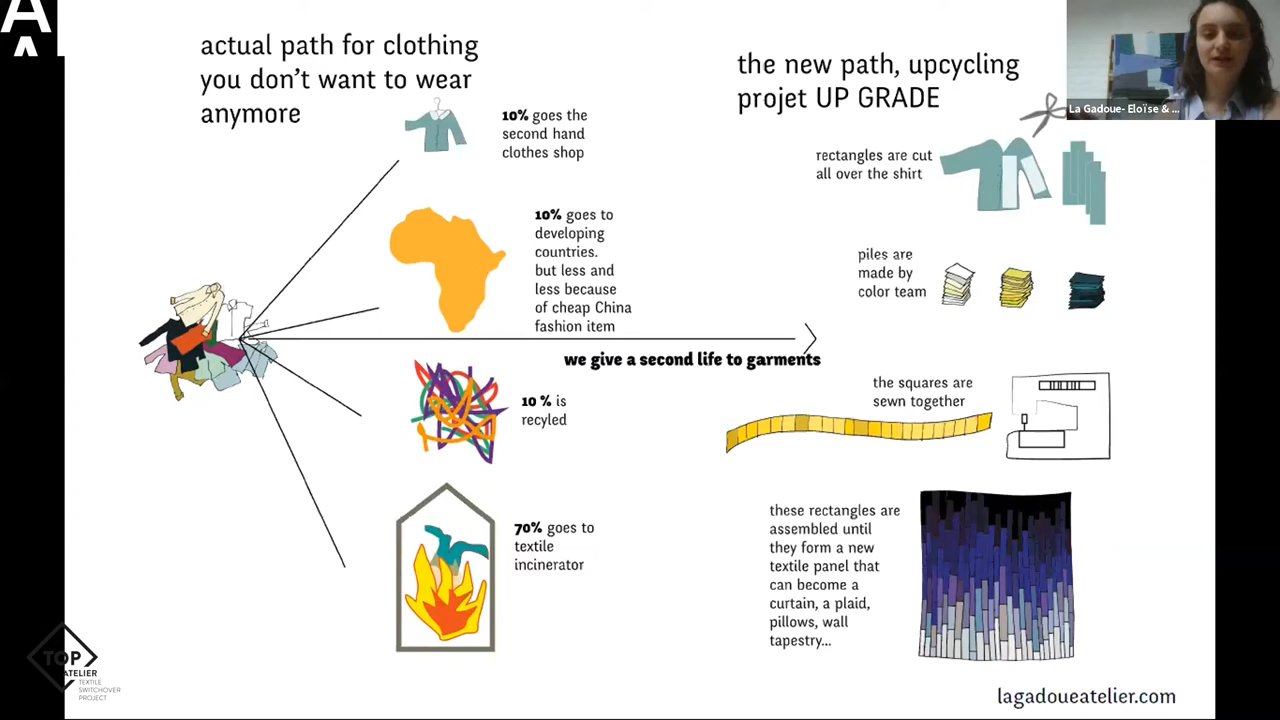 actual path for clothing
you don't want to wear
anymore
10% goes the
second hand
clothes shop
10% goes to
developing
countries.
but less and
less because
of cheap China
fashion item
we give a second life to garments
10 % is
recyled
70% goes to
textile
incinerator
the new path, upcycling
projet UP GRADE
rectangles are cut
all over the shirt
piles are
made by
color team
the squares are
sewn together
these rectangles are
assembled until
they form a new
textile panel that
can become a
curtain, a plaid,
pillows, wall
tapestry...
lagadoueatelier.com
La Gadoue- Eloïse & ...
A
A
TOP
ATELIER
TEXTILE
SWITCHOVER
PROJECT